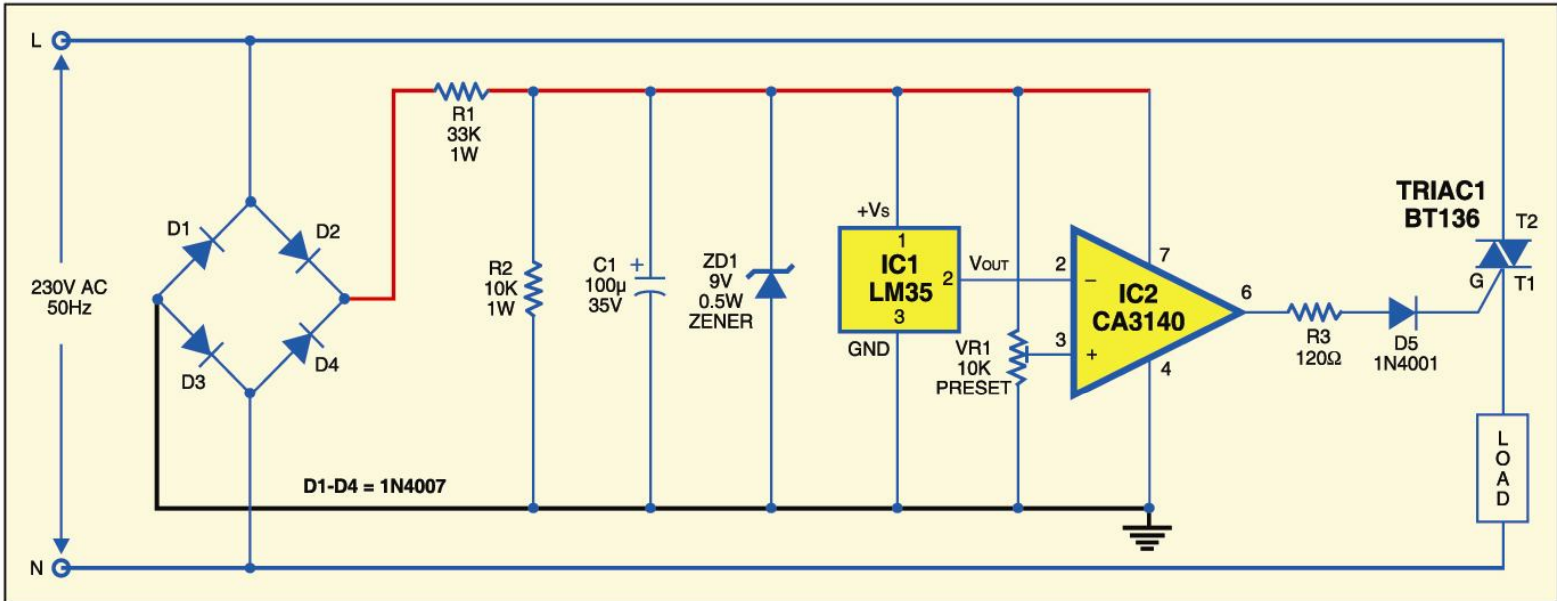 L
230V AC
50Hz
N
D1
D2
D3
D4
D1-D4 = 1N4007
R1
33K
1W
R2
10K
1W
C1
+
100µ
35V
ZD1
9V
0.5W
ZENER
+VS
1
IC1
LM35
2
3
GND
VOUT
VR1
10K
PRESET
2
−
3
+
IC2
CA3140
7
4
6
R3
120Ω
D5
1N4001
TRIAC1
BT136
T2
G
T1
L
O
A
D